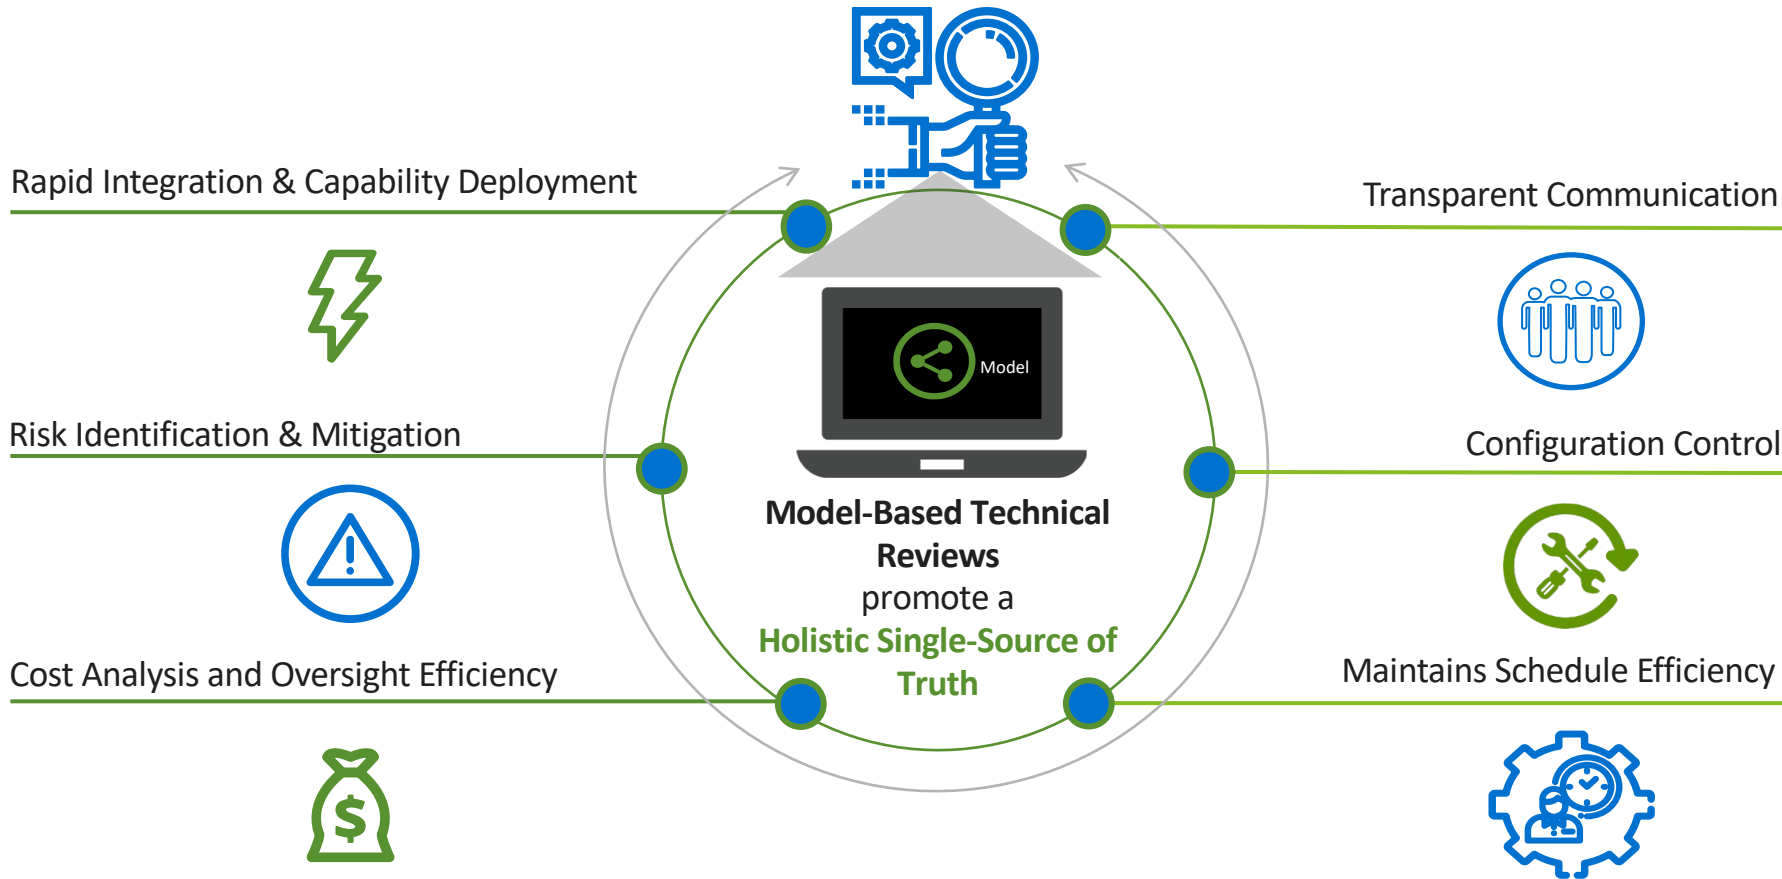 Rapid Integration & Capability Deployment
Transparent Communication
Model
Risk Identification & Mitigation
Configuration Control
Model-Based Technical
Reviews
promote a
Holistic Single-Source of
Truth
Cost Analysis and Oversight Efficiency
Maintains Schedule Efficiency
$